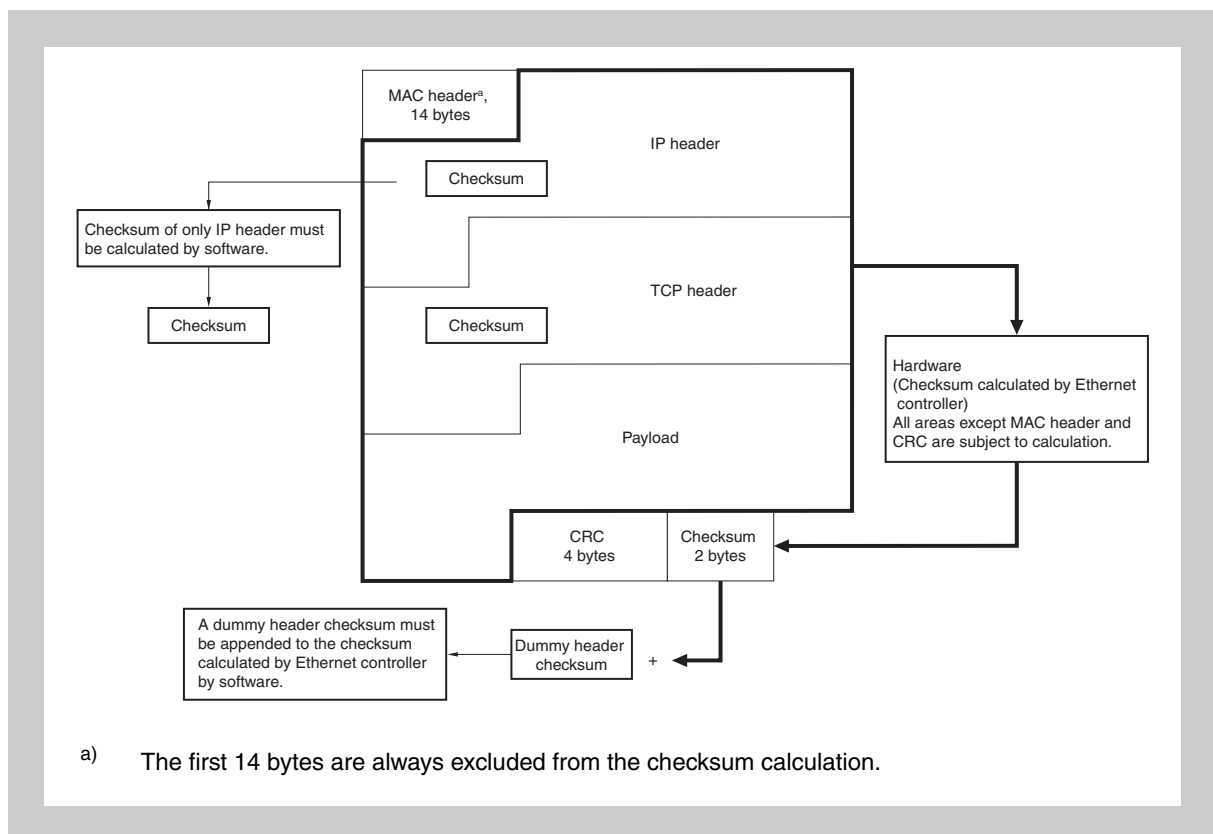 MAC headerᵃ,
14 bytes
IP header
Checksum
Checksum of only IP header must
be calculated by software.
TCP header
Checksum
Checksum
Hardware
(Checksum calculated by Ethernet
controller)
All areas except MAC header and
CRC are subject to calculation.
Payload
CRC
4 bytes
Checksum
2 bytes
A dummy header checksum must
be appended to the checksum
calculated by Ethernet controller
by software.
Dummy header
checksum
+
a) The first 14 bytes are always excluded from the checksum calculation.